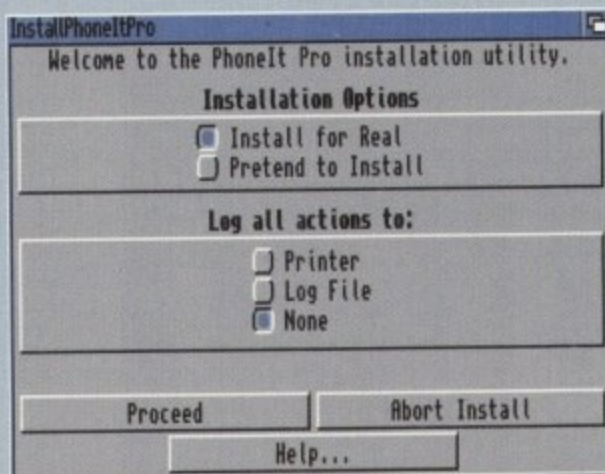 InstallPhoneItPro
Welcome to the PhoneIt Pro installation utility.
Installation Options
Install for Real
Pretend to Install
Log all actions to:
Printer
Log File
None
Proceed
Abort Install
Help...